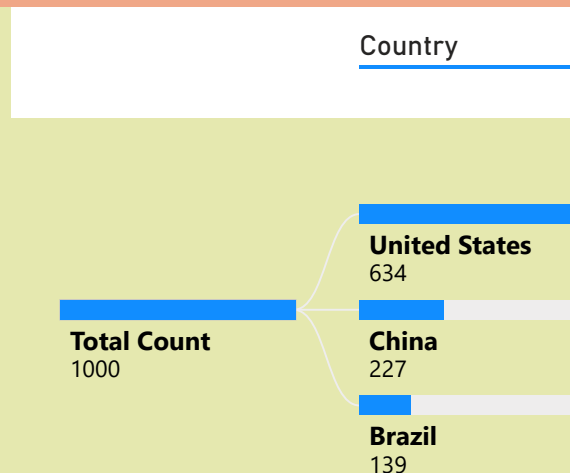 Country
United States
634
Total Count
1000
China
227
Brazil
139